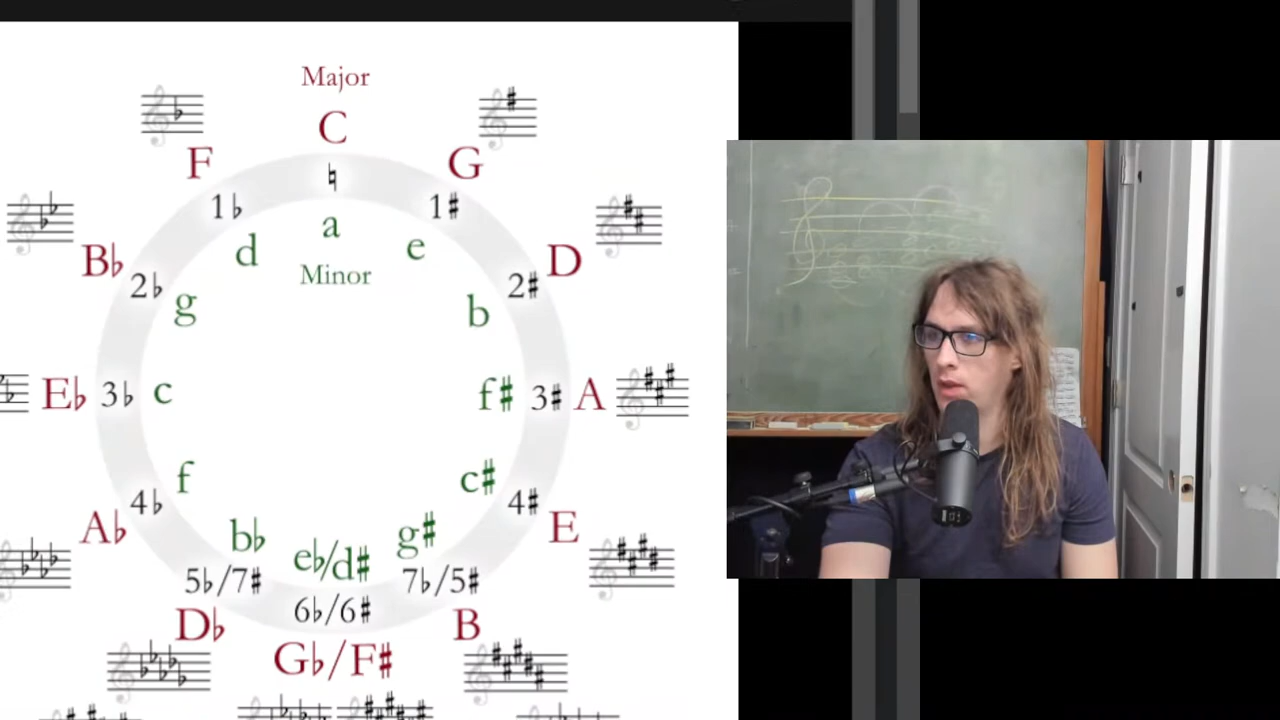 Major
C
F
G
♮
1♭
1♯
a
d
e
B♭
D
Minor
2♭
2♯
g
b
E♭
3♭
c
f♯
3♯
A
f
c♯
4♭
4♯
A♭
E
b♭
g♯
e♭/d♯
5♭/7♯
7♭/5♯
6♭/6♯
D♭
B
G♭/F♯